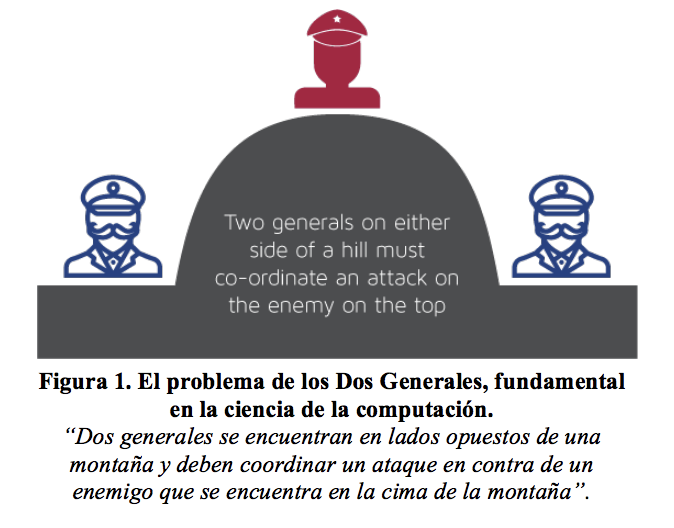 Two generals on either
side of a hill must
co-ordinate an attack on
the enemy on the top
Figura 1. El problema de los Dos Generales, fundamental
en la ciencia de la computación.
“Dos generales se encuentran en lados opuestos de una
montaña y deben coordinar un ataque en contra de un
enemigo que se encuentra en la cima de la montaña”.